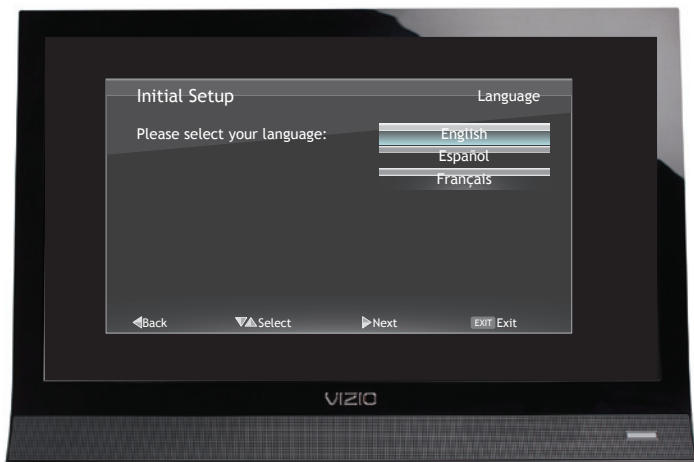 Initial Setup
Language
Please select your language:
English
Español
Français
Back
Select
Next
EXIT Exit
VIZIO